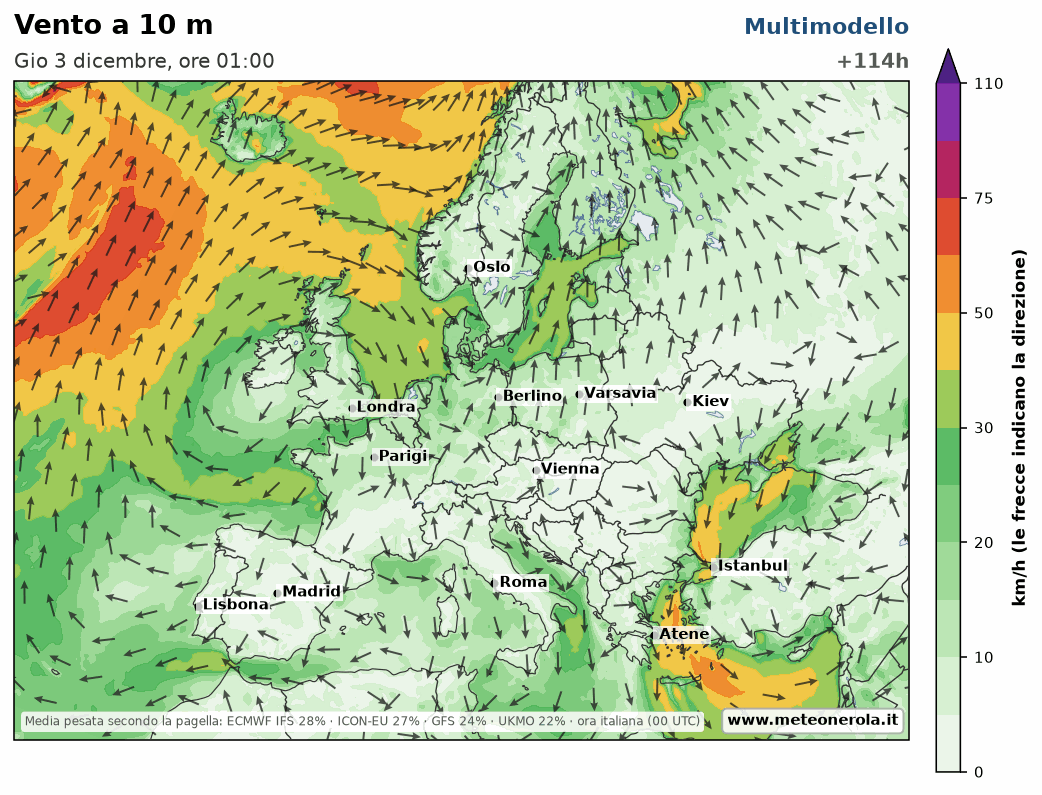 Vento a 10 m
Multimodello
Gio 3 dicembre, ore 01:00
+114h
110
75
50
30
20
10
0
km/h (le frecce indicano la direzione)
Oslo
Londra
Berlino
Varsavia
Kiev
Parigi
Vienna
Istanbul
Roma
Madrid
Lisbona
Atene
Media pesata secondo la pagella: ECMWF IFS 28% · ICON-EU 27% · GFS 24% · UKMO 22% · ora italiana (00 UTC)
www.meteonerola.it